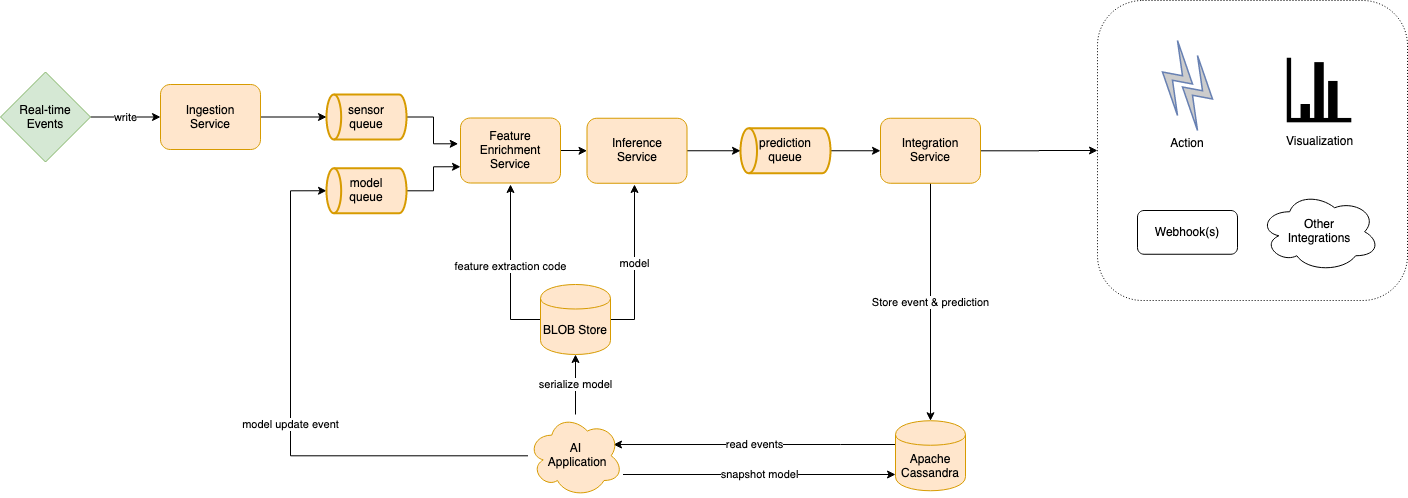 Real-time
Events
write
Ingestion
Service
sensor
queue
model
queue
Feature
Enrichment
Service
Inference
Service
prediction
queue
Integration
Service
Action
Visualization
Webhook(s)
Other
Integrations
feature extraction code
model
BLOB Store
Store event & prediction
serialize model
model update event
AI
Application
read events
snapshot model
Apache
Cassandra